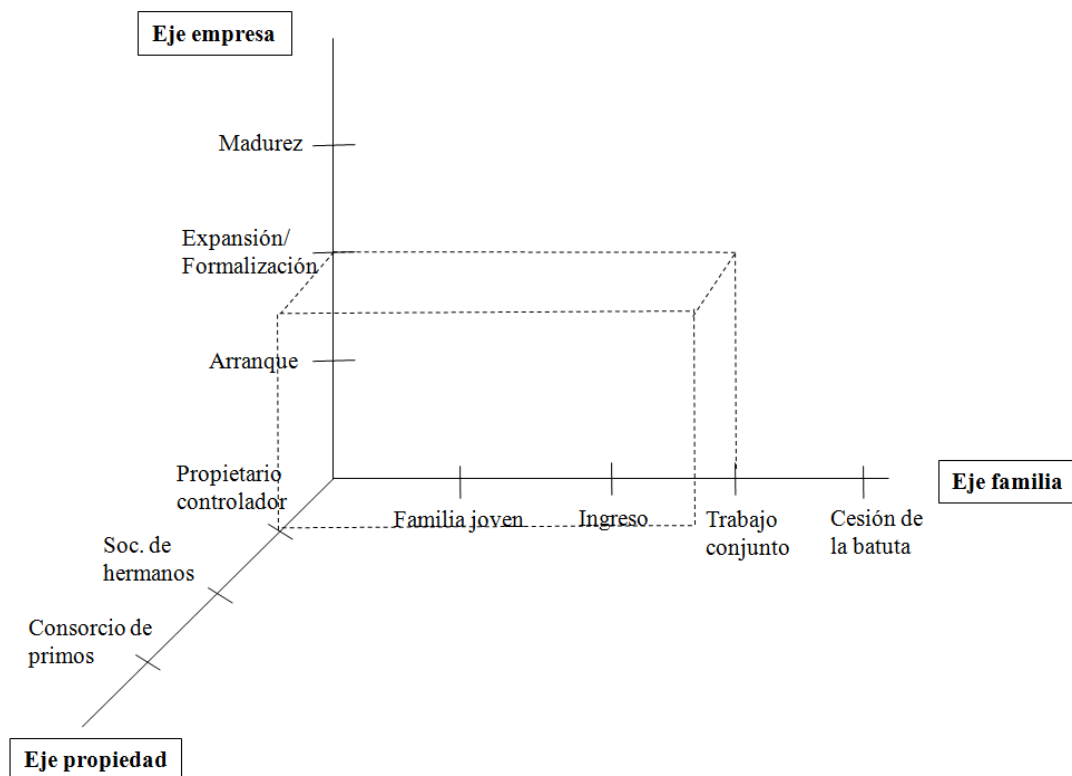 Eje empresa
Madurez
Expansión/
Formalización
Arranque
Propietario
controlador
Soc. de
hermanos
Consorcio de
primos
Eje propiedad
Familia joven
Ingreso
Trabajo
conjunto
Cesión de
la batuta
Eje familia